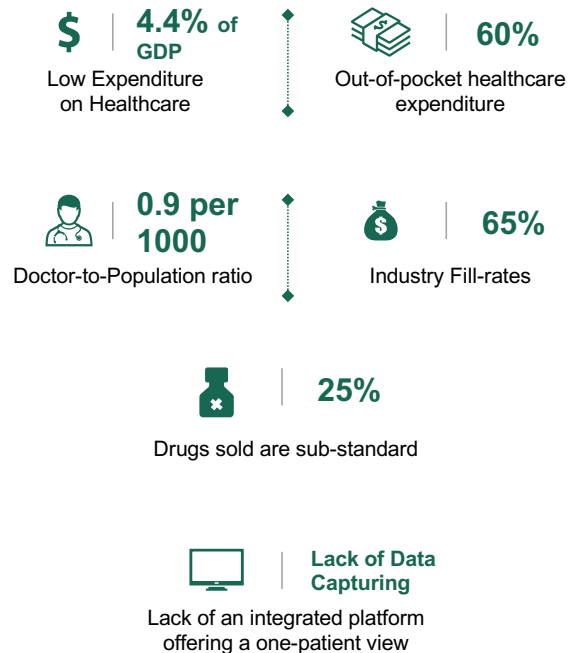 4.4% of
GDP
Low Expenditure
on Healthcare
60%
Out-of-pocket healthcare
expenditure
0.9 per
1000
Doctor-to-Population ratio
65%
Industry Fill-rates
25%
Drugs sold are sub-standard
Lack of Data
Capturing
Lack of an integrated platform
offering a one-patient view